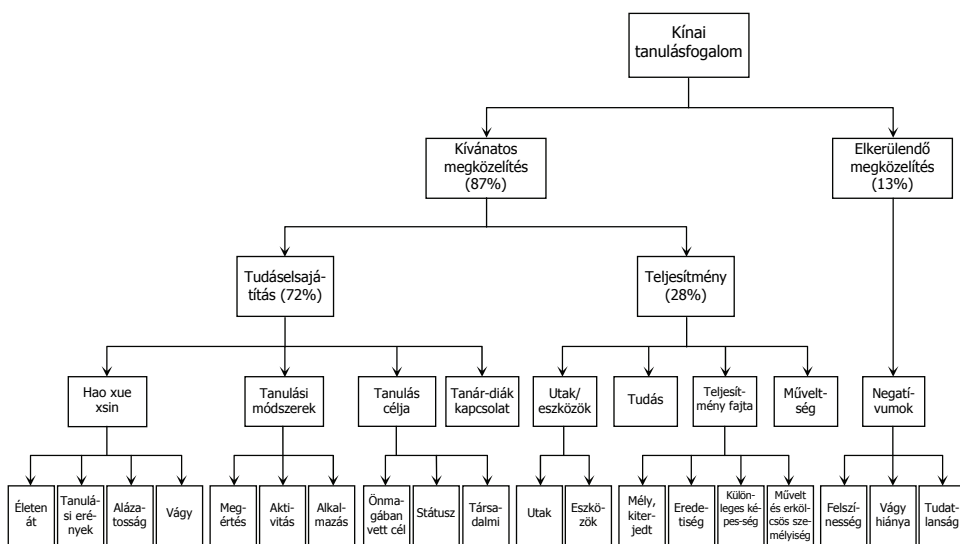 Kínai
tanulásfogalom
Kívánatos
megközelítés
(87%)
Elkerülendő
megközelítés
(13%)
Tudáselsajá-
títás (72%)
Teljesítmény
(28%)
Hao xue
xsin
Tanulási
módszerek
Tanulás
célja
Tanár-diák
kapcsolat
Utak/
eszközök
Tudás
Teljesít-
mény fajta
Művelt-
ség
Negatí-
vumok
Életen
át
Tanulá-
si eré-
nyek
Aláza-
tosság
Vágy
Meg-
értés
Akti-
vitás
Alkal-
mazás
Önma-
gában
vett cél
Státusz
Társa-
dalmi
Utak
Eszkö-
zök
Mély,
kiter-
jedt
Erede-
tiség
Külön-
leges ké-
pes-ség
Művelt
és erköl-
csös sze-
mélyiség
Felszí-
nesség
Vágy
hiánya
Tudat-
lanság